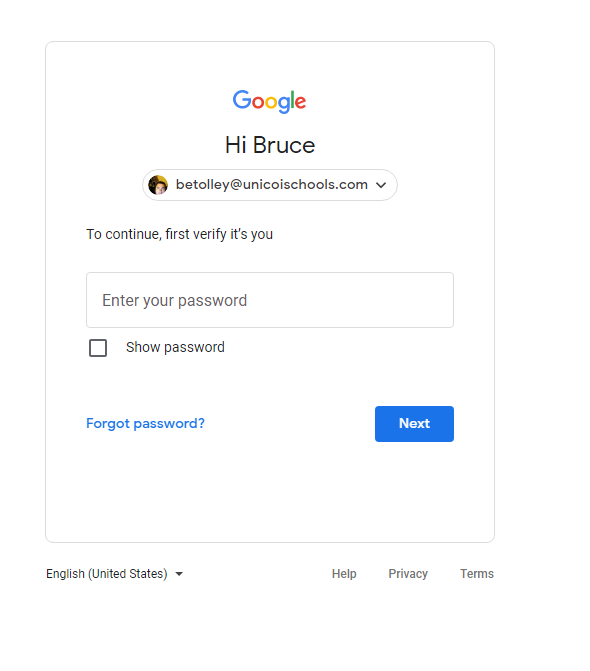 Google
Hi Bruce
betolley@unicoischools.com
To continue, first verify it's you
Enter your password
Show password
Forgot password?
Next
English (United States)
Help Privacy Terms